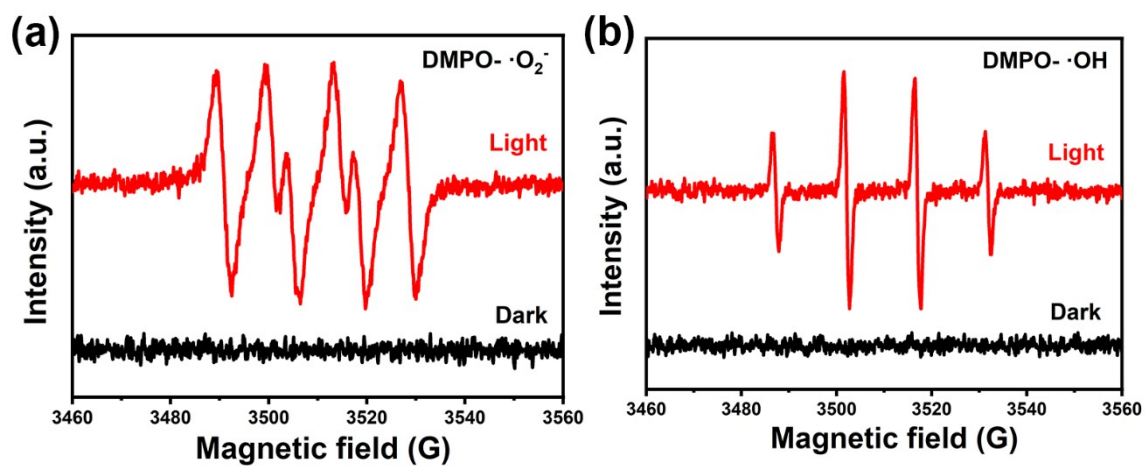 (a)
DMPO- ·O₂⁻
Light
Dark
Intensity (a.u.)
3460 3480 3500 3520 3540 3560
Magnetic field (G)
(b)
DMPO- ·OH
Light
Dark
Intensity (a.u.)
3460 3480 3500 3520 3540 3560
Magnetic field (G)